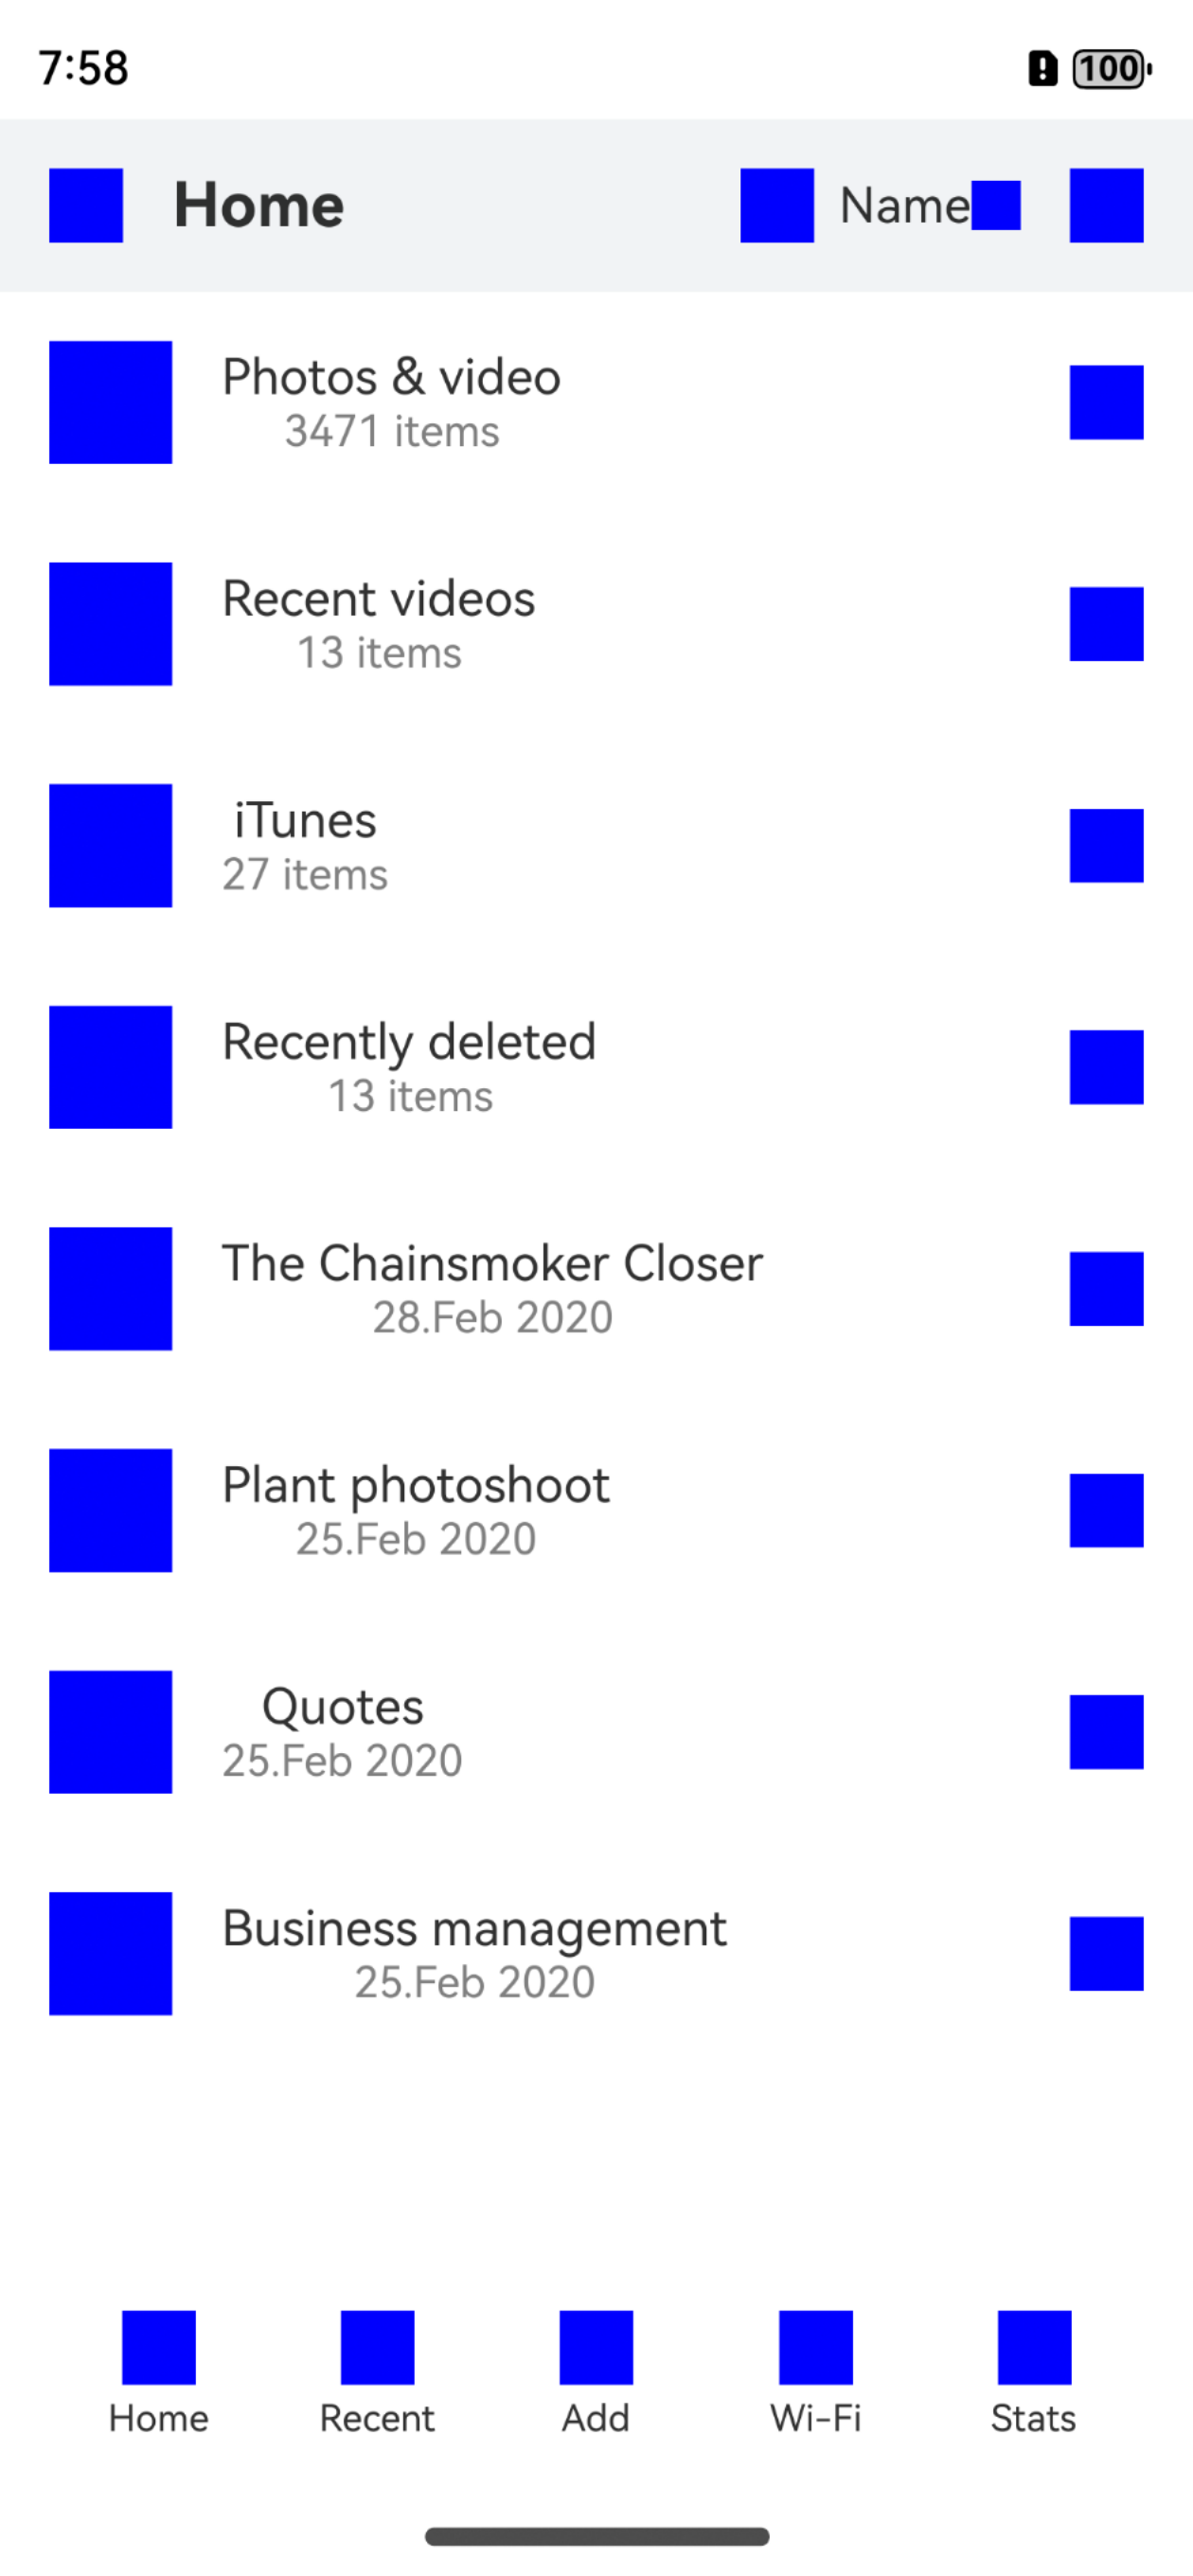 7:58
100
Home
Name
Photos & video
3471 items
Recent videos
13 items
iTunes
27 items
Recently deleted
13 items
The Chainsmoker Closer
28.Feb 2020
Plant photoshoot
25.Feb 2020
Quotes
25.Feb 2020
Business management
25.Feb 2020
Home Recent Add Wi-Fi Stats